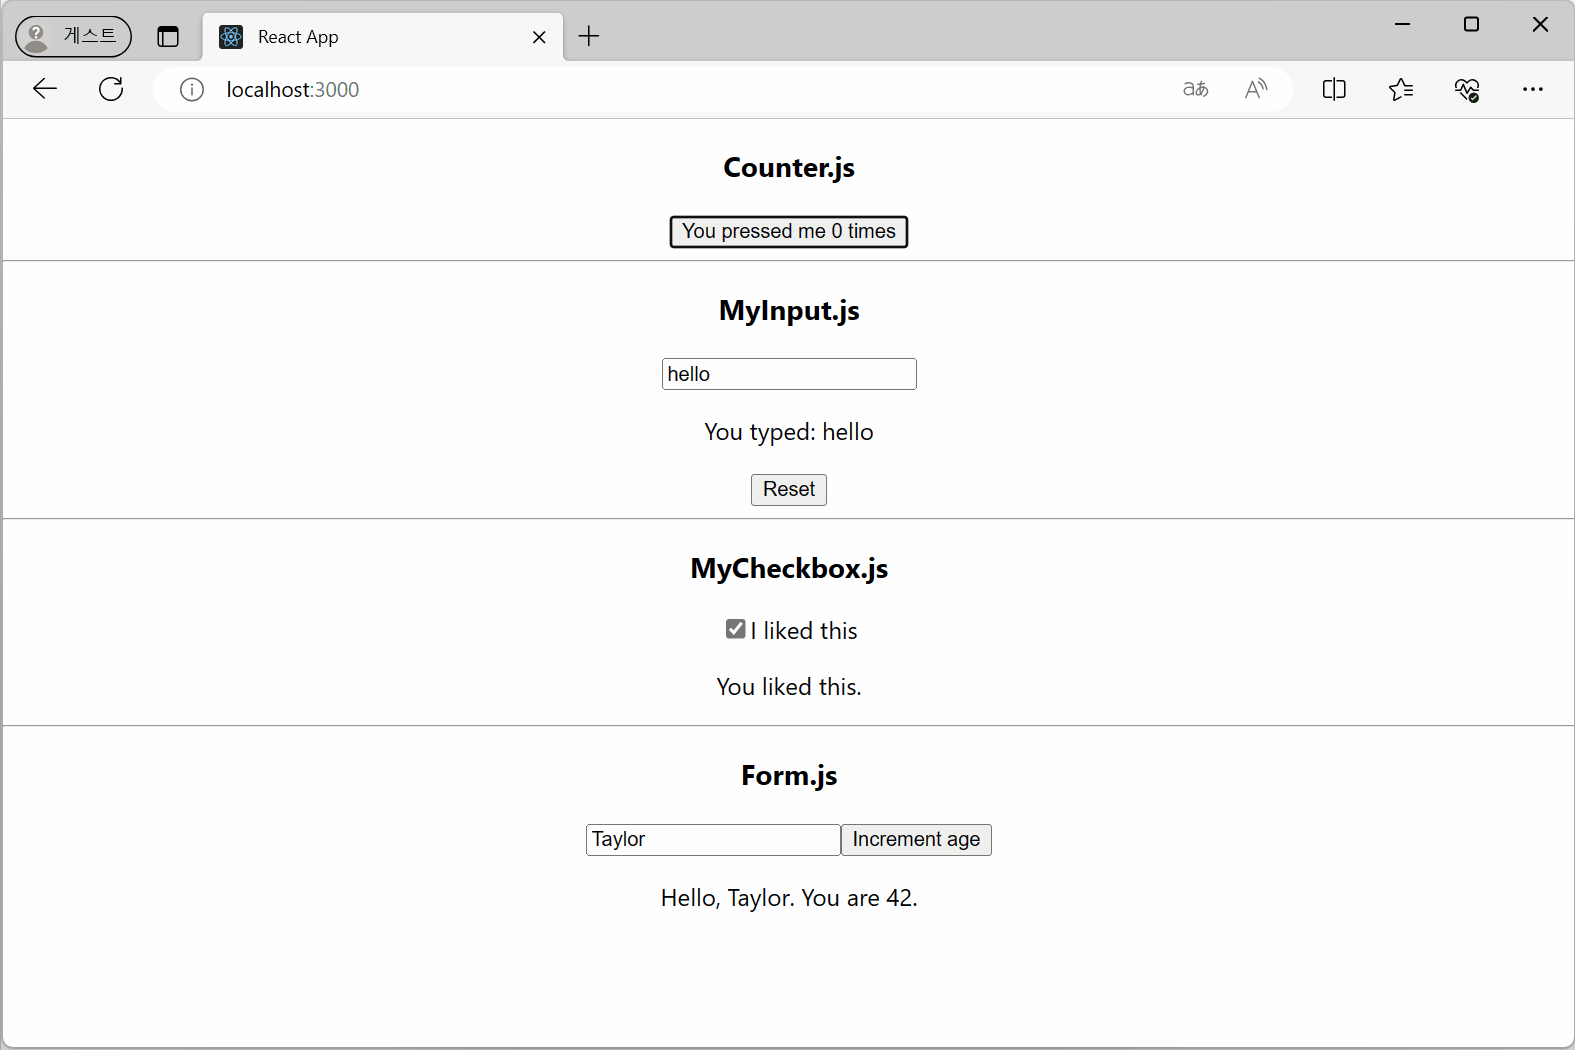 게스트
React App
localhost:3000
aあ
A
Counter.js
You pressed me 0 times
MyInput.js
hello
You typed: hello
Reset
MyCheckbox.js
I liked this
You liked this.
Form.js
Taylor Increment age
Hello, Taylor. You are 42.